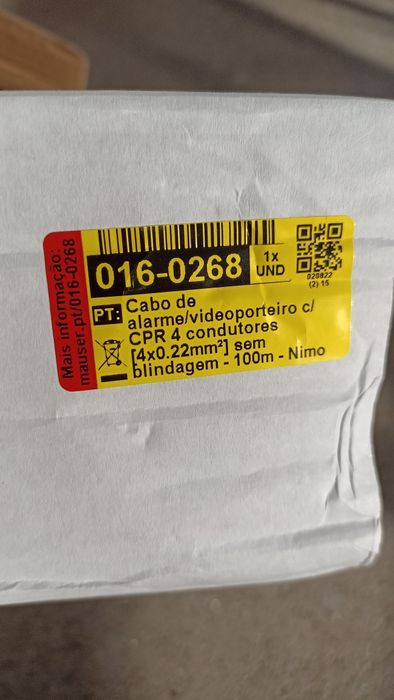 Mais informação:
mauser.pt/016-0268
016-0268
1x
UND
020822
(2) 15
PT: Cabo de
alarme/videoporteiro c/
CPR 4 condutores
[4x0.22mm²] sem
blindagem - 100m - Nimo